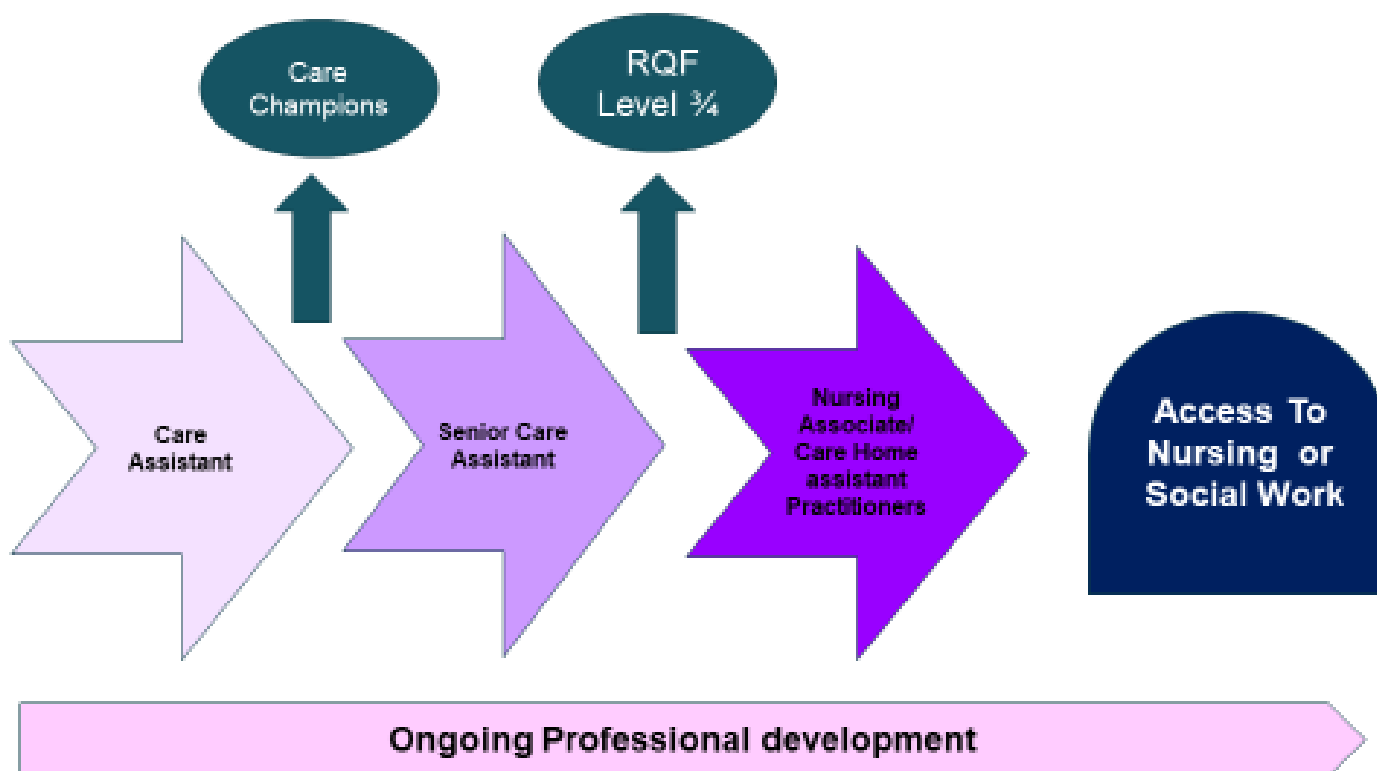 Care
Champions
RQF
Level ¾
Care
Assistant
Senior Care
Assistant
Nursing
Associate/
Care Home
assistant
Practitioners
Access To
Nursing or
Social Work
Ongoing Professional development